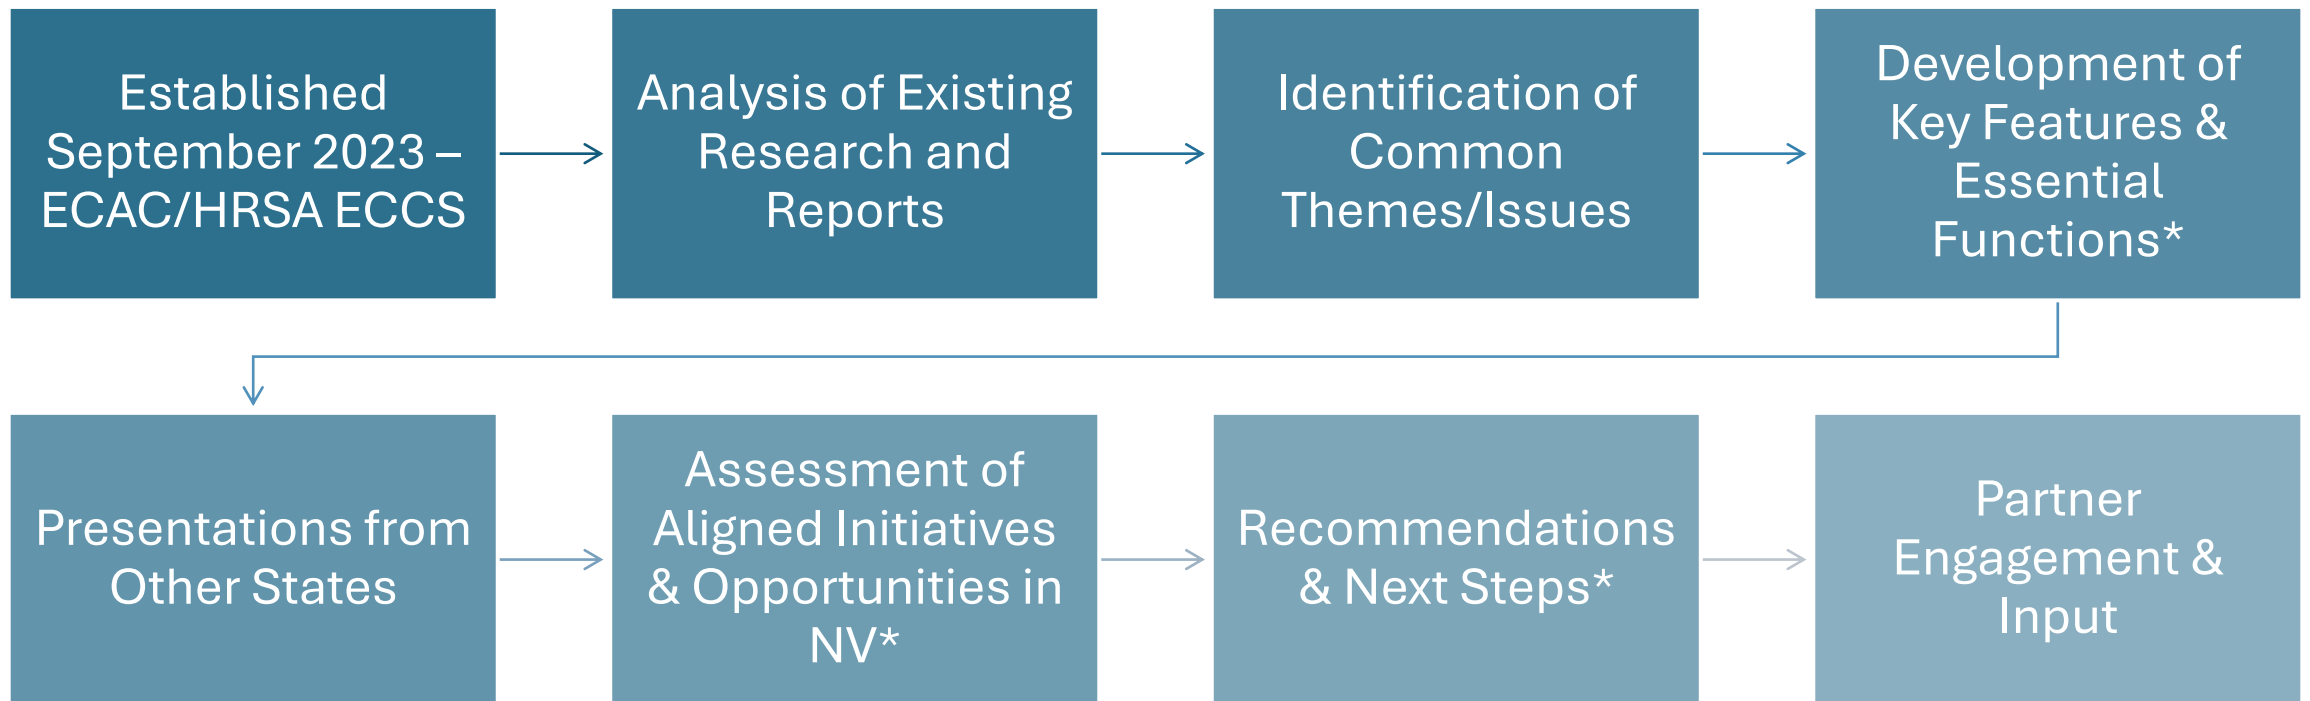 Established
September 2023 –
ECAC/HRSA ECCS
Analysis of Existing
Research and
Reports
Identification of
Common
Themes/Issues
Development of
Key Features &
Essential
Functions*
Presentations from
Other States
Assessment of
Aligned Initiatives
& Opportunities in
NV*
Recommendations
& Next Steps*
Partner
Engagement &
Input